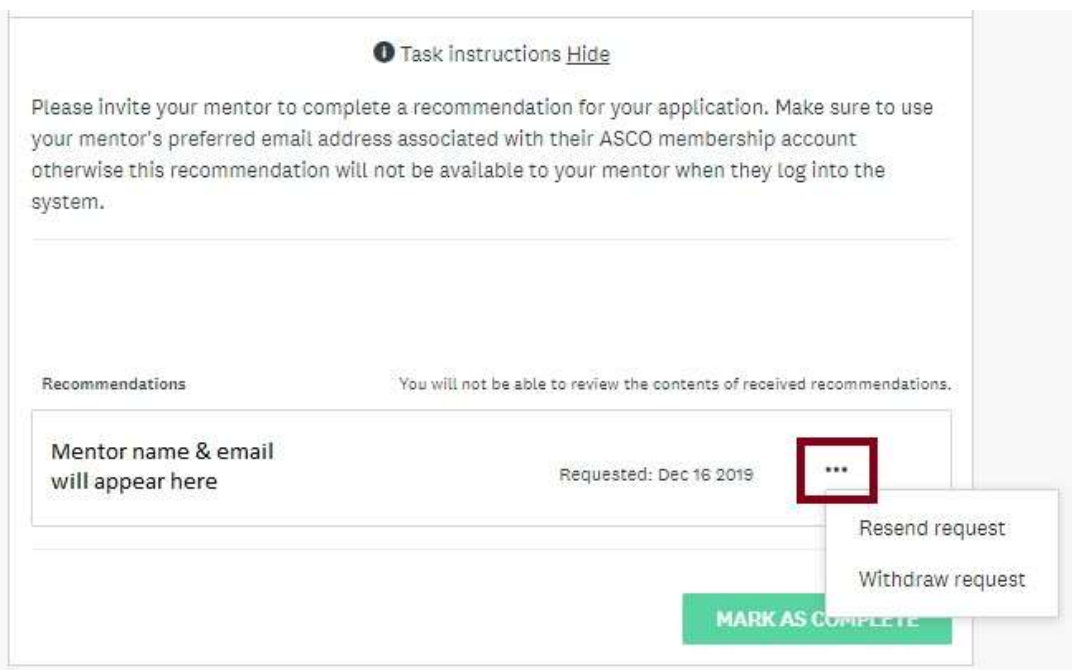 Task instructions Hide
Please invite your mentor to complete a recommendation for your application. Make sure to use
your mentor's preferred email address associated with their ASCO membership account
otherwise this recommendation will not be available to your mentor when they log into the
system.
Recommendations You will not be able to review the contents of received recommendations.
Mentor name & email
will appear here
Requested: Dec 16 2019
Resend request
Withdraw request
MARK AS COMPLETE